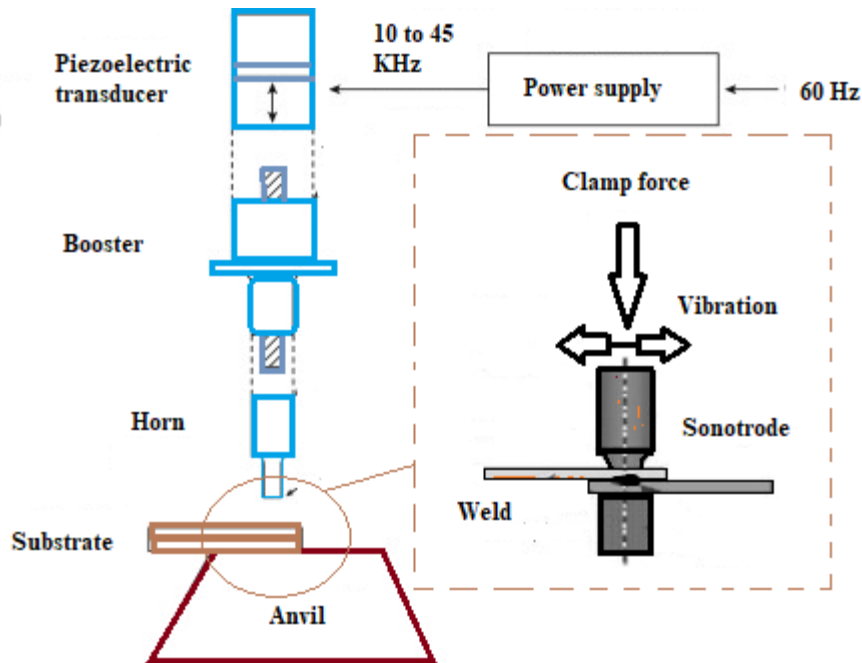 Piezoelectric
transducer
10 to 45
KHz
Power supply
60 Hz
Clamp force
Booster
Vibration
Horn
Sonotrode
Weld
Substrate
Anvil